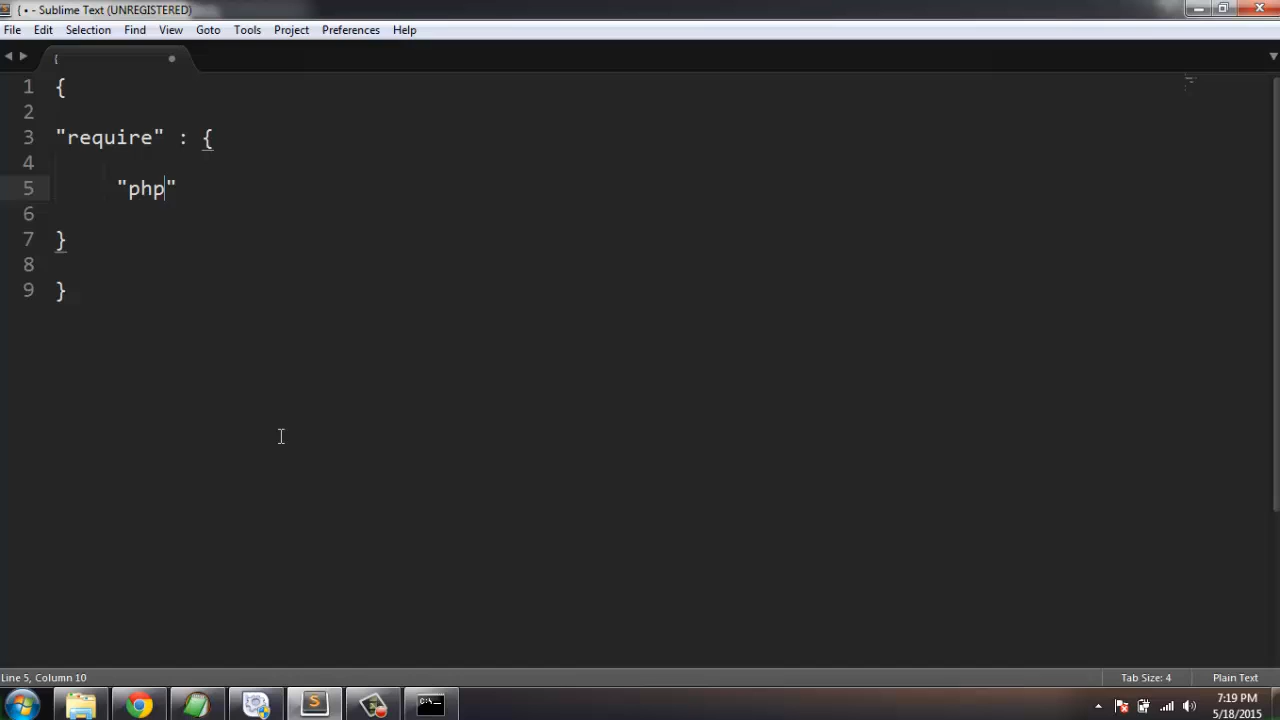 { • - Sublime Text (UNREGISTERED)
File Edit Selection Find View Goto Tools Project Preferences Help
{
1 {
2
3 "require" : {
4
5 "php"
6
7 }
8
9 }
Line 5, Column 10
Tab Size: 4
Plain Text
7:19 PM
5/18/2015